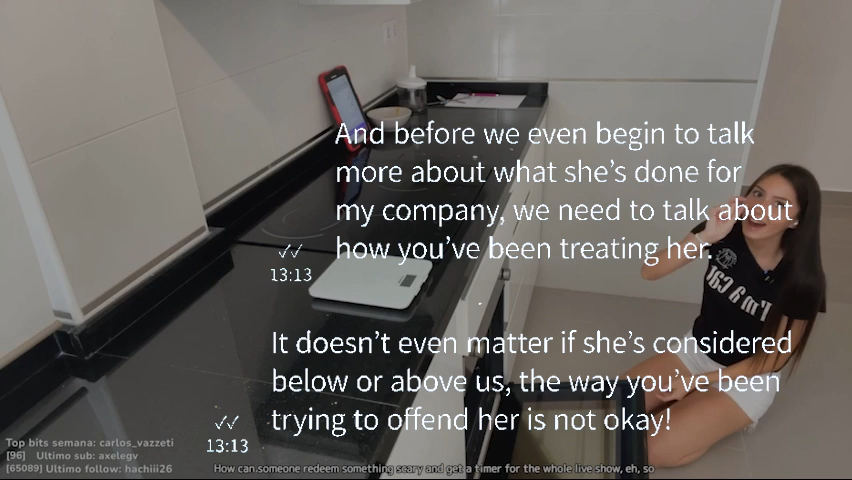 And before we even begin to talk
more about what she’s done for
my company, we need to talk about
how you’ve been treating her.
13:13
It doesn’t even matter if she’s considered
below or above us, the way you’ve been
trying to offend her is not okay!
13:13
I'm a cat
Top bits semana: carlos_vazzeti
[96] Ultimo sub: axelegv
[65089] Ultimo follow: hachiii26
How can someone redeem something scary and get a timer for the whole live show, eh, so